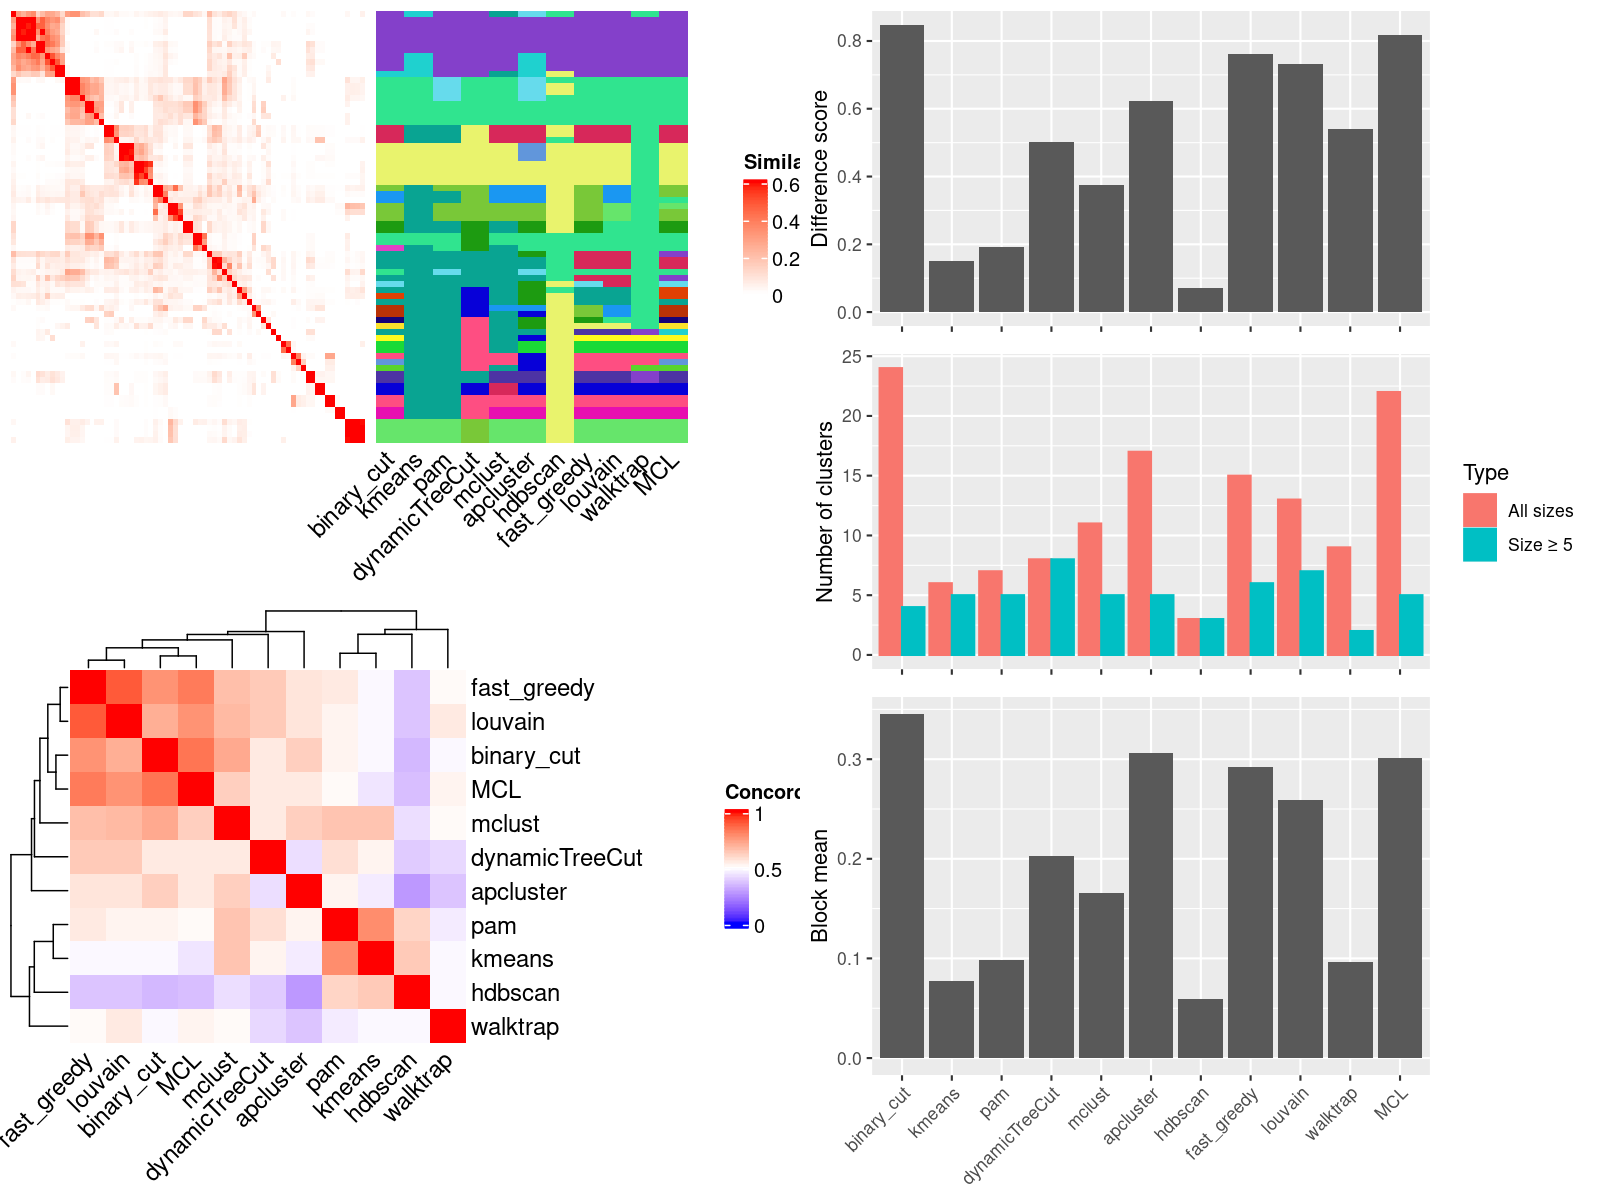 Simila
0.6
0.4
0.2
0
binary_cut
kmeans
pam
dynamicTreeCut
mclust
apcluster
hdbscan
fast_greedy
louvain
walktrap
MCL
fast_greedy
louvain
binary_cut
MCL
mclust
dynamicTreeCut
apcluster
pam
kmeans
hdbscan
walktrap
Concord
1
0.5
0
fast_greedy
louvain
binary_cut
MCL
mclust
dynamicTreeCut
apcluster
pam
kmeans
hdbscan
walktrap
Difference score
0.8
0.6
0.4
0.2
0.0
Number of clusters
25
20
15
10
5
0
Type
All sizes
Size ≥ 5
Block mean
0.3
0.2
0.1
0.0
binary_cut
kmeans
pam
dynamicTreeCut
mclust
apcluster
hdbscan
fast_greedy
louvain
walktrap
MCL